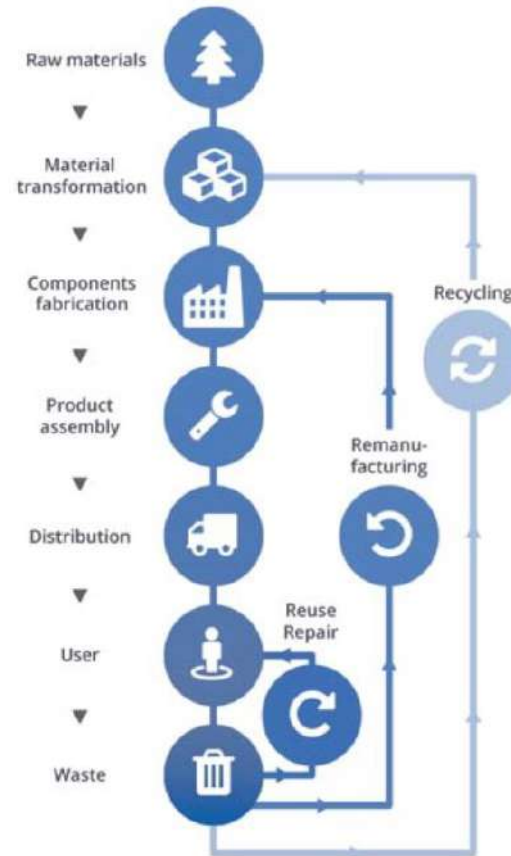 Raw materials
Material
transformation
Components
fabrication
Recycling
Product
assembly
Remanu-
facturing
Distribution
Reuse
Repair
User
Waste